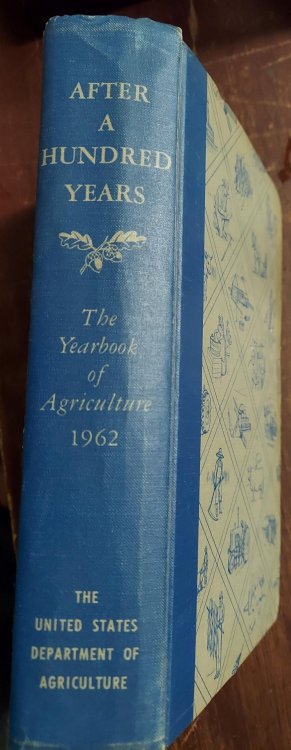 AFTER
A
HUNDRED
YEARS
The
Yearbook
of
Agriculture
1962
THE
UNITED STATES
DEPARTMENT OF
AGRICULTURE